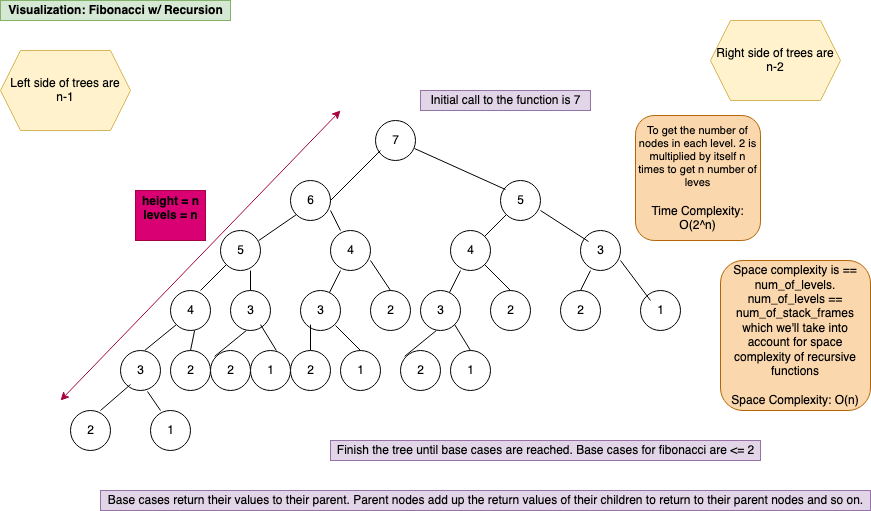 Visualization: Fibonacci w/ Recursion
Left side of trees are
n-1
Right side of trees are
n-2
Initial call to the function is 7
To get the number of
nodes in each level. 2 is
multiplied by itself n
times to get n number of
leves
Time Complexity:
O(2^n)
height = n
levels = n
Space complexity is ==
num_of_levels.
num_of_levels ==
num_of_stack_frames
which we'll take into
account for space
complexity of recursive
functions
Space Complexity: O(n)
7
6 5
5 4 4 3
4 3 3 2 3 2 2 1
3 2 2 1 2 1 2 1
2 1
Finish the tree until base cases are reached. Base cases for fibonacci are <= 2
Base cases return their values to their parent. Parent nodes add up the return values of their children to return to their parent nodes and so on.